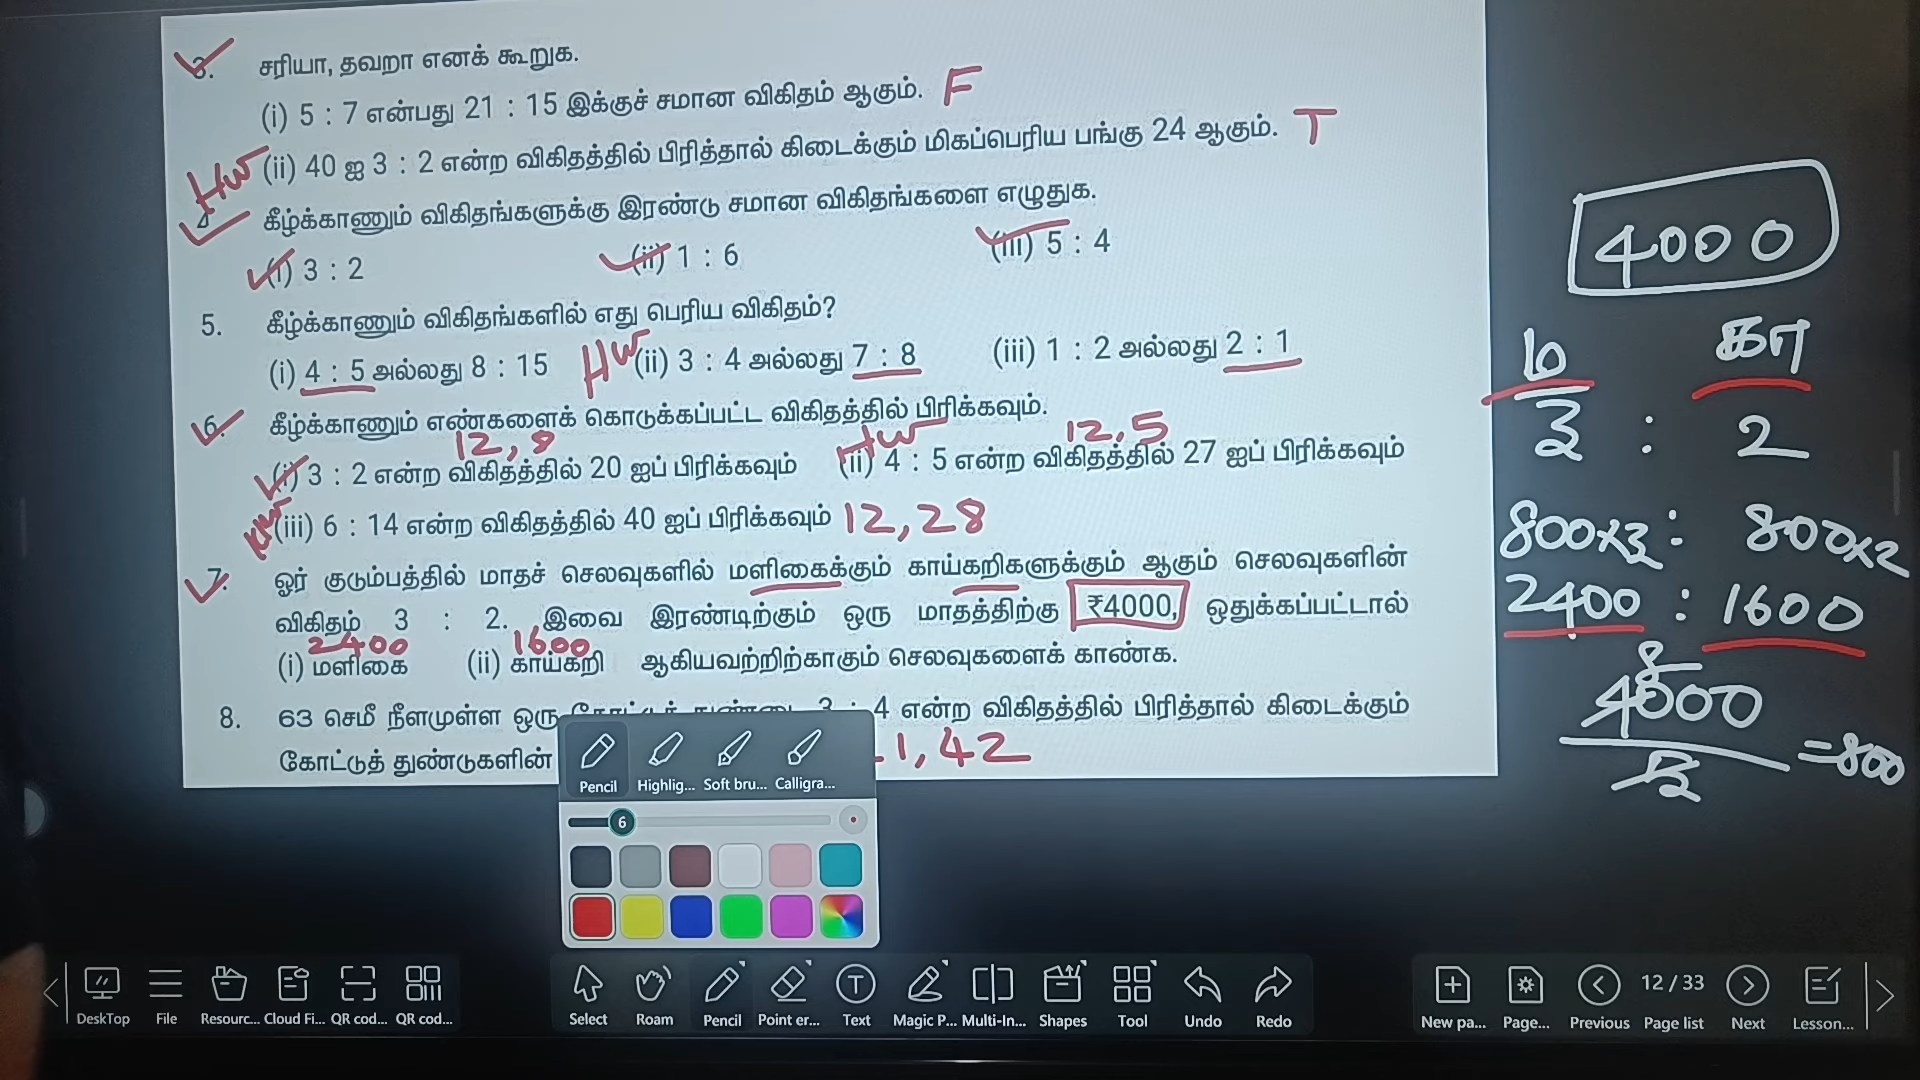 3. சரியா, தவறா எனக் கூறுக.
(i) 5 : 7 என்பது 21 : 15 இக்குச் சமான விகிதம் ஆகும். F
HW (ii) 40 ஐ 3 : 2 என்ற விகிதத்தில் பிரித்தால் கிடைக்கும் மிகப்பெரிய பங்கு 24 ஆகும். T
4 கீழ்க்காணும் விகிதங்களுக்கு இரண்டு சமான விகிதங்களை எழுதுக.
(i) 3 : 2 (ii) 1 : 6 (iii) 5 : 4
5. கீழ்க்காணும் விகிதங்களில் எது பெரிய விகிதம்?
(i) 4 : 5 அல்லது 8 : 15 HW (ii) 3 : 4 அல்லது 7 : 8 (iii) 1 : 2 அல்லது 2 : 1
6. கீழ்க்காணும் எண்களைக் கொடுக்கப்பட்ட விகிதத்தில் பிரிக்கவும்.
12, 8 HW 12, 5
(i) 3 : 2 என்ற விகிதத்தில் 20 ஐப் பிரிக்கவும் (ii) 4 : 5 என்ற விகிதத்தில் 27 ஐப் பிரிக்கவும்
HW (iii) 6 : 14 என்ற விகிதத்தில் 40 ஐப் பிரிக்கவும் 12, 28
7. ஓர் குடும்பத்தில் மாதச் செலவுகளில் மளிகைக்கும் காய்கறிகளுக்கும் ஆகும் செலவுகளின்
விகிதம் 3 : 2. இவை இரண்டிற்கும் ஒரு மாதத்திற்கு ₹4000, ஒதுக்கப்பட்டால்
2400 1600
(i) மளிகை (ii) காய்கறி ஆகியவற்றிற்காகும் செலவுகளைக் காண்க.
8. 63 செமீ நீளமுள்ள ஒரு 3 : 4 என்ற விகிதத்தில் பிரித்தால் கிடைக்கும்
கோட்டுத் துண்டுகளின் 1, 42
4000
ம : கா
3 : 2
800x3 : 800x2
2400 : 1600
8
4000
5
=800
Pencil Highlig... Soft bru... Calligra...
6
DeskTop File Resourc... Cloud Fi... QR cod... QR cod...
Select Roam Pencil Point er... Text Magic P... Multi-In... Shapes Tool Undo Redo
New pa... Page... Previous 12 / 33 Page list Next Lesson...